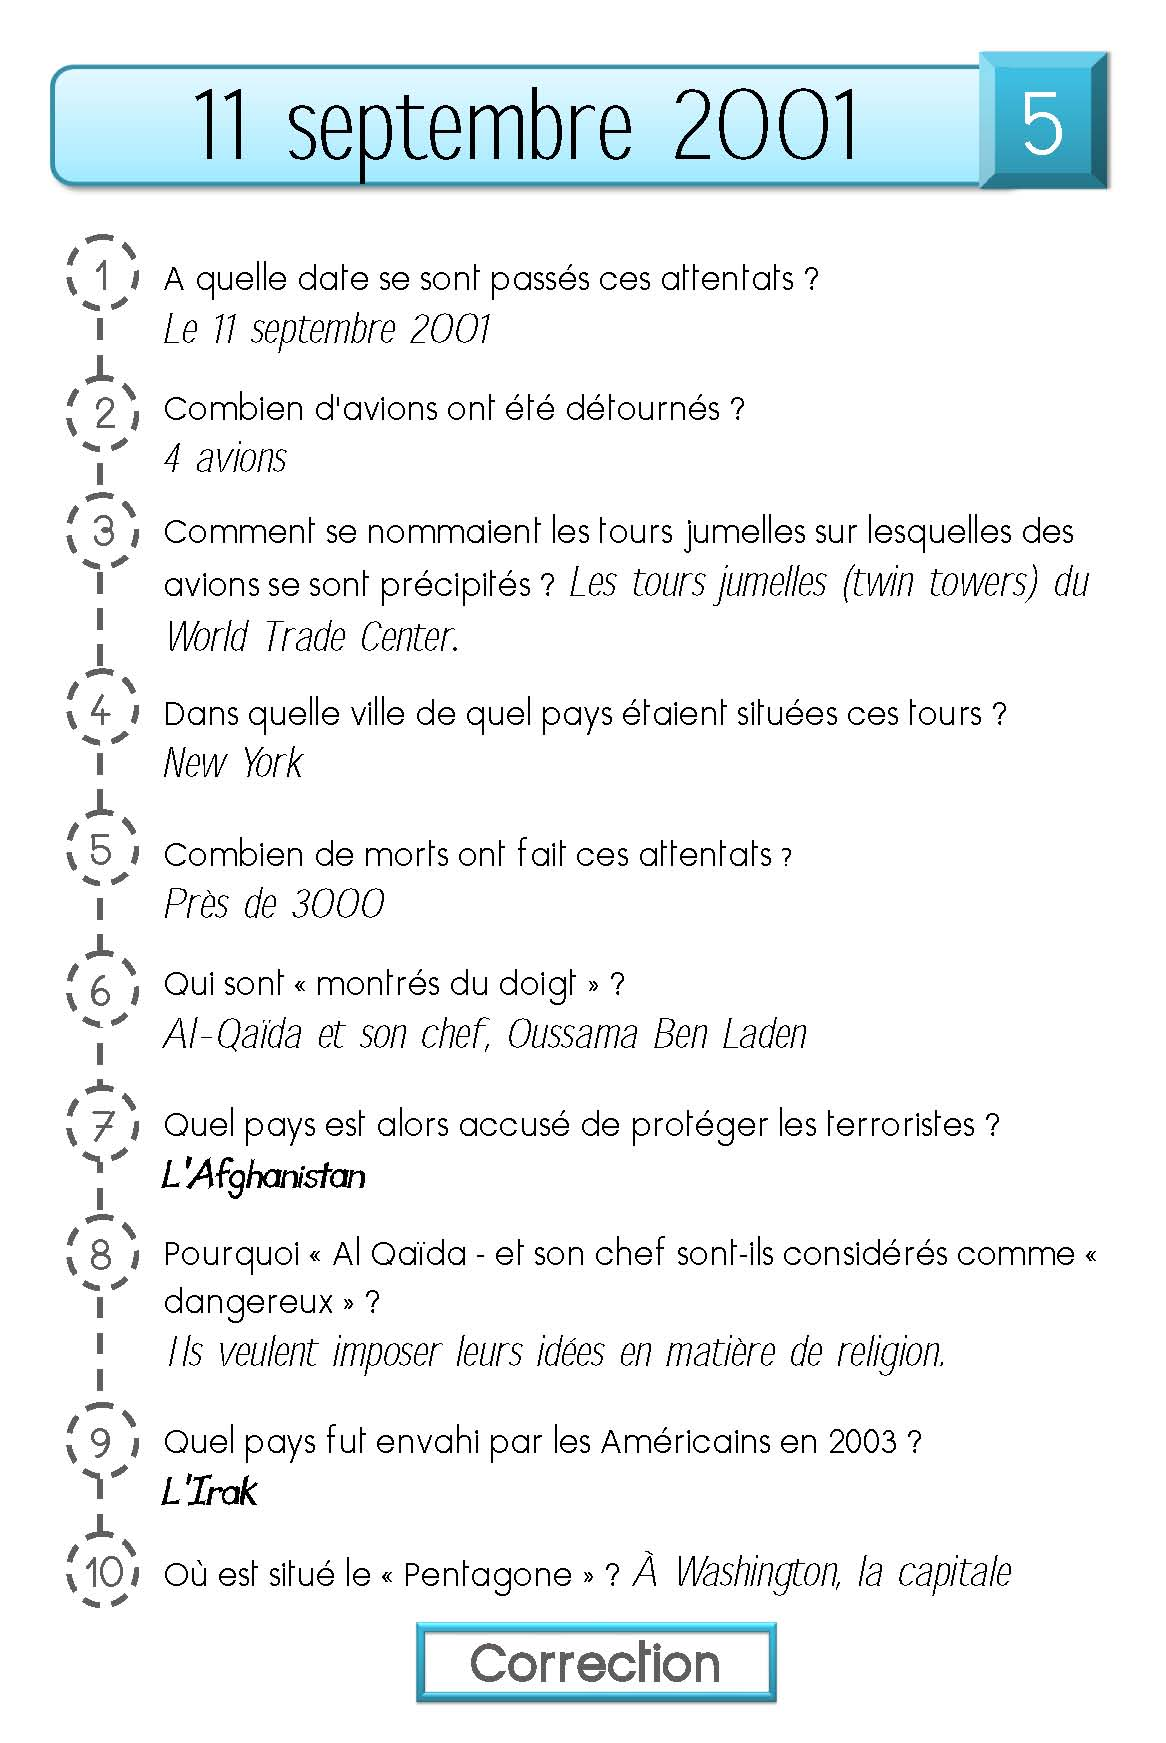 11 septembre 2001
5
1
A quelle date se sont passés ces attentats ?
Le 11 septembre 2001
2
Combien d'avions ont été détournés ?
4 avions
3
Comment se nommaient les tours jumelles sur lesquelles des
avions se sont précipités ? Les tours jumelles (twin towers) du
World Trade Center.
4
Dans quelle ville de quel pays étaient situées ces tours ?
New York
5
Combien de morts ont fait ces attentats ?
Près de 3000
6
Qui sont « montrés du doigt » ?
Al-Qaïda et son chef, Oussama Ben Laden
7
Quel pays est alors accusé de protéger les terroristes ?
L'Afghanistan
8
Pourquoi « Al Qaïda - et son chef sont-ils considérés comme «
dangereux » ?
Ils veulent imposer leurs idées en matière de religion.
9
Quel pays fut envahi par les Américains en 2003 ?
L'Irak
10
Où est situé le « Pentagone » ? À Washington, la capitale
Correction